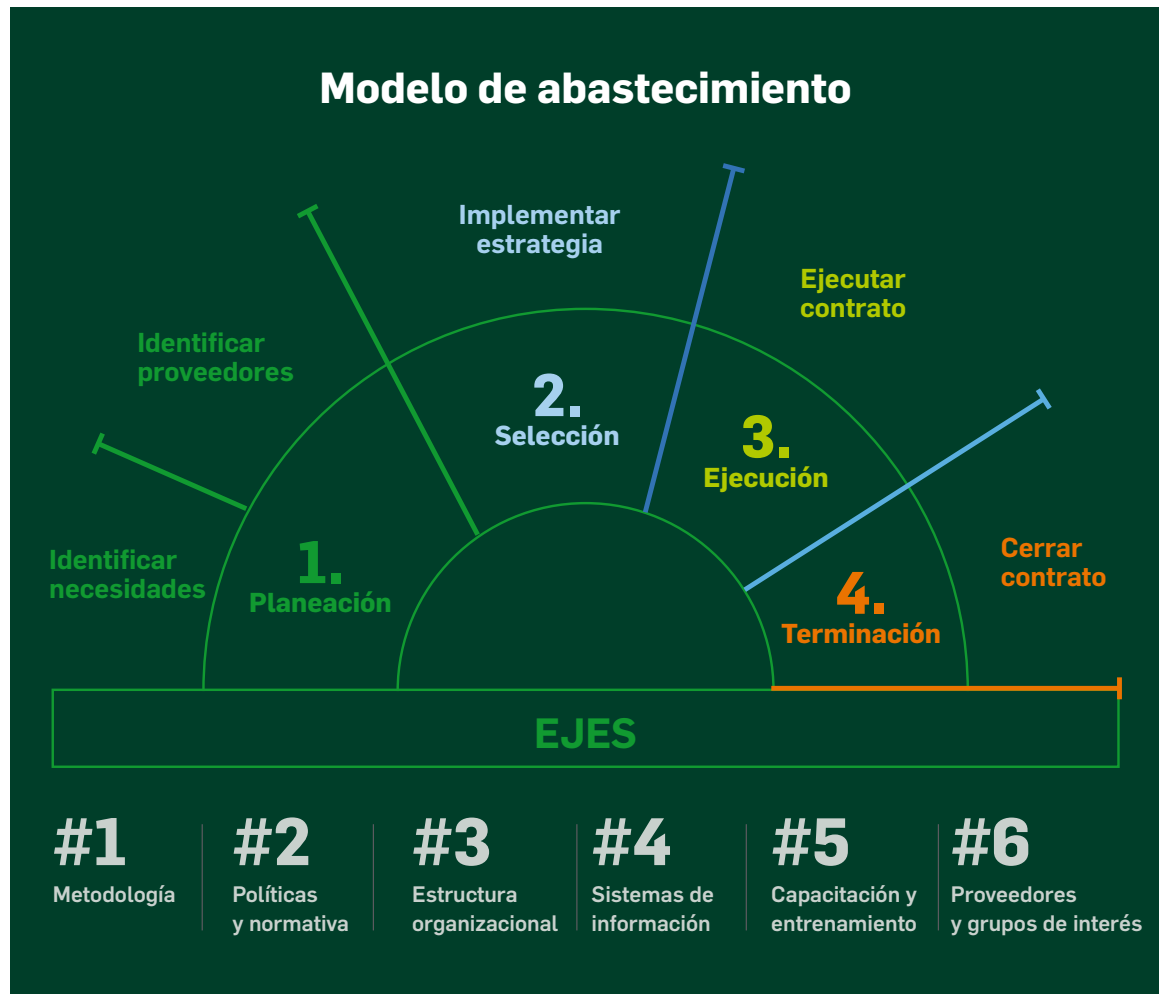 Modelo de abastecimiento
Identificar
necesidades
Identificar
proveedores
Implementar
estrategia
Ejecutar
contrato
Cerrar
contrato
1.
Planeación
2.
Selección
3.
Ejecución
4.
Terminación
EJES
#1
Metodología
#2
Políticas
y normativa
#3
Estructura
organizacional
#4
Sistemas de
información
#5
Capacitación y
entrenamiento
#6
Proveedores
y grupos de interés